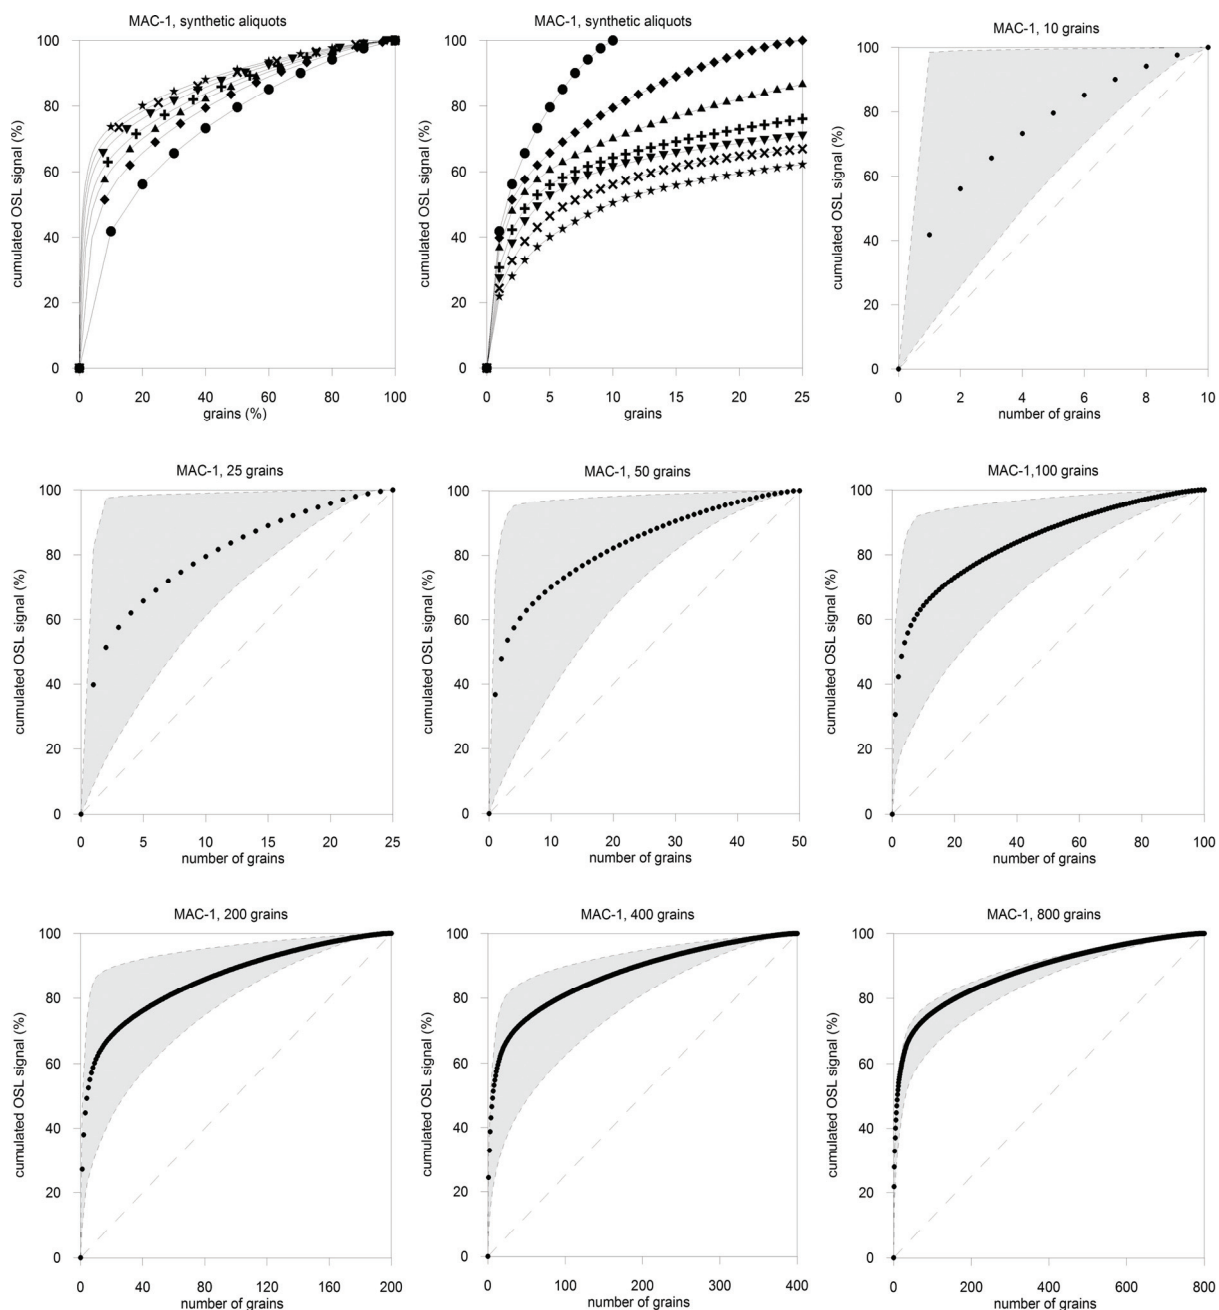 MAC-1, synthetic aliquots
100
80
60
40
20
0
cumulated OSL signal (%)
0 20 40 60 80 100
grains (%)
MAC-1, synthetic aliquots
100
80
60
40
20
0
cumulated OSL signal (%)
0 5 10 15 20 25
grains
MAC-1, 10 grains
100
80
60
40
20
0
cumulated OSL signal (%)
0 2 4 6 8 10
number of grains
MAC-1, 25 grains
100
80
60
40
20
0
cumulated OSL signal (%)
0 5 10 15 20 25
number of grains
MAC-1, 50 grains
100
80
60
40
20
0
cumulated OSL signal (%)
0 10 20 30 40 50
number of grains
MAC-1,100 grains
100
80
60
40
20
0
cumulated OSL signal (%)
0 20 40 60 80 100
number of grains
MAC-1, 200 grains
100
80
60
40
20
0
cumulated OSL signal (%)
0 40 80 120 160 200
number of grains
MAC-1, 400 grains
100
80
60
40
20
0
cumulated OSL signal (%)
0 100 200 300 400
number of grains
MAC-1, 800 grains
100
80
60
40
20
0
cumulated OSL signal (%)
0 200 400 600 800
number of grains